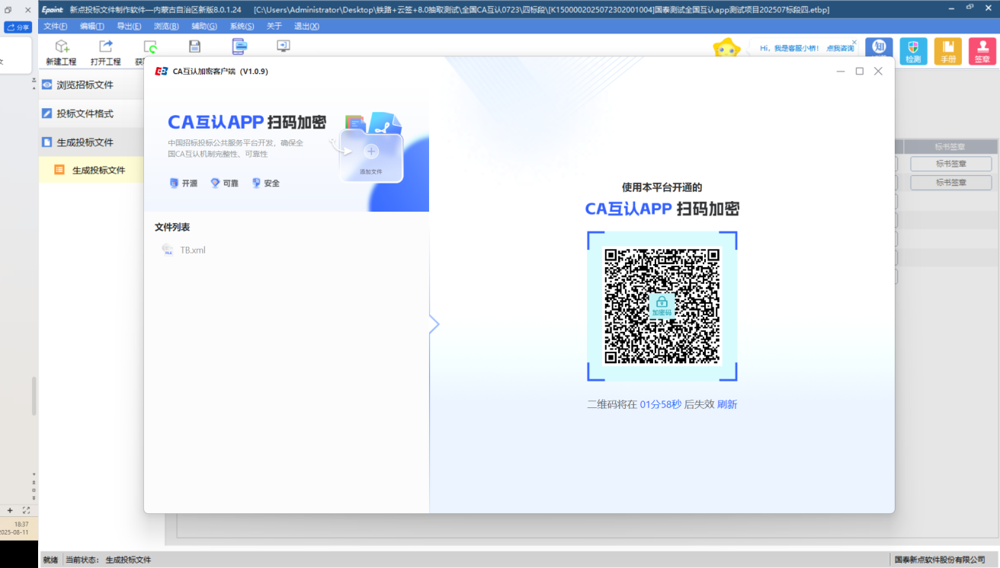 分享
Epoint 新点投标文件制作软件—内蒙古自治区新版8.0.1.24 [C:\Users\Administrator\Desktop\铁路+云签+8.0抽取测试\全国CA互认0723\四标段\[K1500002025072302001004]国泰测试全国互认app测试项目202507标段四.etbp]
文件(F) 编辑(T) 导出(E) 浏览(B) 辅助(G) 系统(S) 关于 退出(X)
新建工程 打开工程
Hi，我是客服小桥！ 点我咨询
知
检测
手册
签章
浏览招标文件
投标文件格式
生成投标文件
生成投标文件
标书签章
标书签章
标书签章
CA互认加密客户端 (V1.0.9)
CA互认APP 扫码加密
中国招标投标公共服务平台开发，确保全
国CA互认机制完整性、可靠性
开源 可靠 安全
添加文件
文件列表
TB.xml
使用本平台开通的
CA互认APP 扫码加密
加密码
二维码将在 01分58秒 后失效 刷新
18:37
2025-08-11
就绪 当前状态： 生成投标文件
国泰新点软件股份有限公司